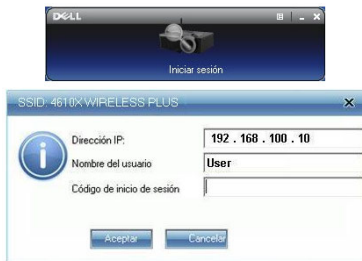 DELL
Iniciar sesión
SSID: 4610X WIRELESS PLUS
Dirección IP: 192 . 168 . 100 . 10
Nombre del usuario User
Código de inicio de sesión
Aceptar Cancelar